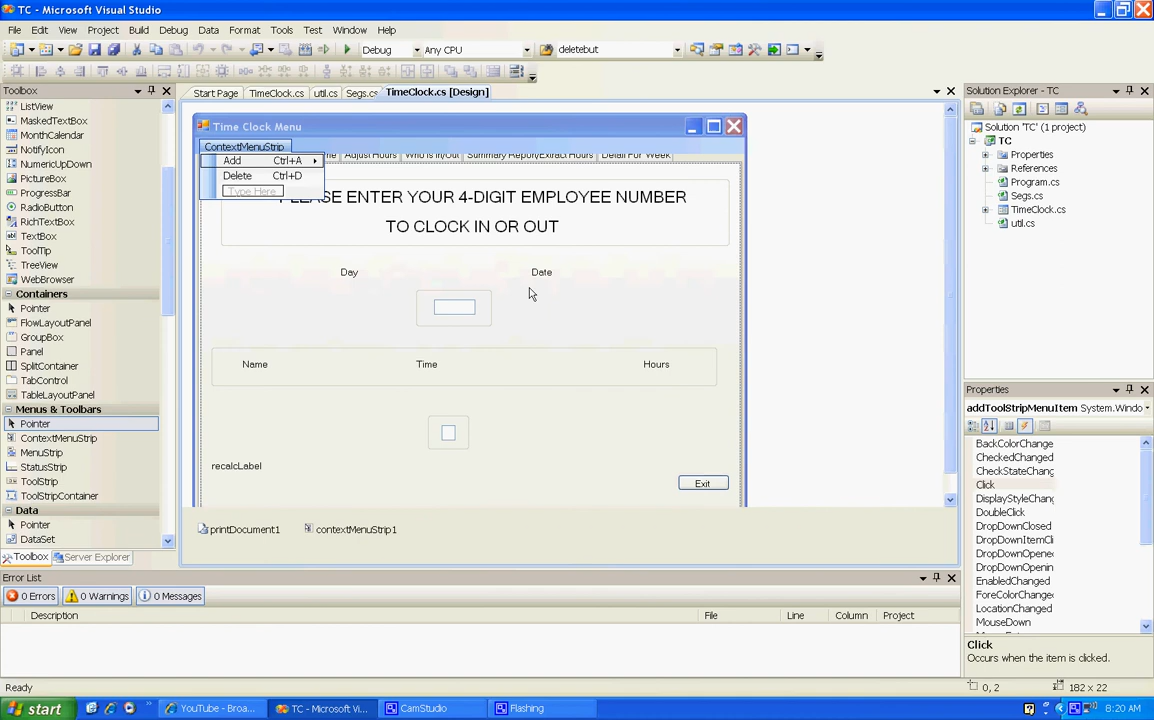 TC - Microsoft Visual Studio
File Edit View Project Build Debug Data Format Tools Test Window Help
Debug Any CPU deletebut
Toolbox
Start Page TimeClock.cs util.cs Segs.cs TimeClock.cs [Design]
Solution Explorer - TC
ListView
MaskedTextBox
MonthCalendar
NotifyIcon
NumericUpDown
PictureBox
ProgressBar
RadioButton
RichTextBox
TextBox
ToolTip
TreeView
WebBrowser
Containers
Pointer
FlowLayoutPanel
GroupBox
Panel
SplitContainer
TabControl
TableLayoutPanel
Menus & Toolbars
Pointer
ContextMenuStrip
MenuStrip
StatusStrip
ToolStrip
ToolStripContainer
Data
Pointer
DataSet
Toolbox Server Explorer
Time Clock Menu
ContextMenuStrip
Add Ctrl+A
Delete Ctrl+D
Type Here
Adjust Hours Who is In/Out Summary Report/Extract Hours Detail For Week
PLEASE ENTER YOUR 4-DIGIT EMPLOYEE NUMBER
TO CLOCK IN OR OUT
Day Date
Name Time Hours
recalcLabel
Exit
printDocument1 contextMenuStrip1
Solution 'TC' (1 project)
TC
Properties
References
Program.cs
Segs.cs
TimeClock.cs
util.cs
Properties
addToolStripMenuItem System.Windo
BackColorChange
CheckedChanged
CheckStateChang
Click
DisplayStyleChang
DoubleClick
DropDownClosed
DropDownItemCli
DropDownOpene
DropDownOpenin
EnabledChanged
ForeColorChanged
LocationChanged
MouseDown
Click
Occurs when the item is clicked.
Error List
0 Errors 0 Warnings 0 Messages
Description File Line Column Project
Ready 0, 2 182 x 22
start YouTube - Broa... TC - Microsoft Vi... CamStudio Flashing 8:20 AM